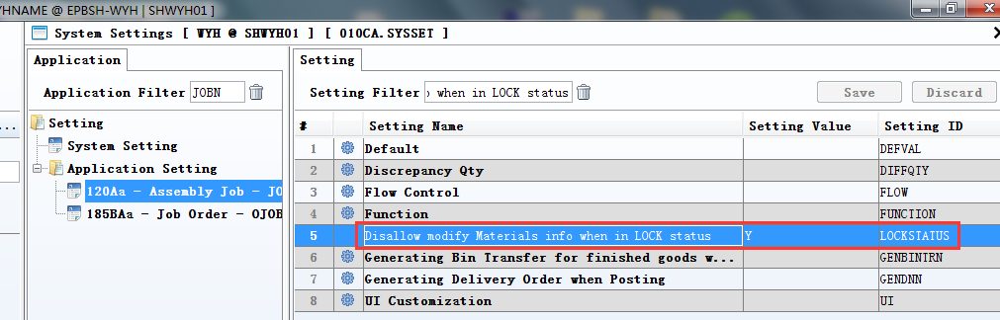 YHNAME @ EPBSH-WYH | SHWYH01 ]
System Settings [ WYH @ SHWYH01 ] [ 010CA.SYSSET ]
Application
Application Filter JOBN
Setting
System Setting
Application Setting
120Aa - Assembly Job - JO
185BAa - Job Order - OJOB
Setting
Setting Filter when in LOCK status
Save Discard
# Setting Name Setting Value Setting ID
1 Default DEFVAL
2 Discrepancy Qty DIFFQTY
3 Flow Control FLOW
4 Function FUNCTION
5 Disallow modify Materials info when in LOCK status Y LOCKSTATUS
6 Generating Bin Transfer for finished goods w... GENBINTRN
7 Generating Delivery Order when Posting GENDNN
8 UI Customization UI